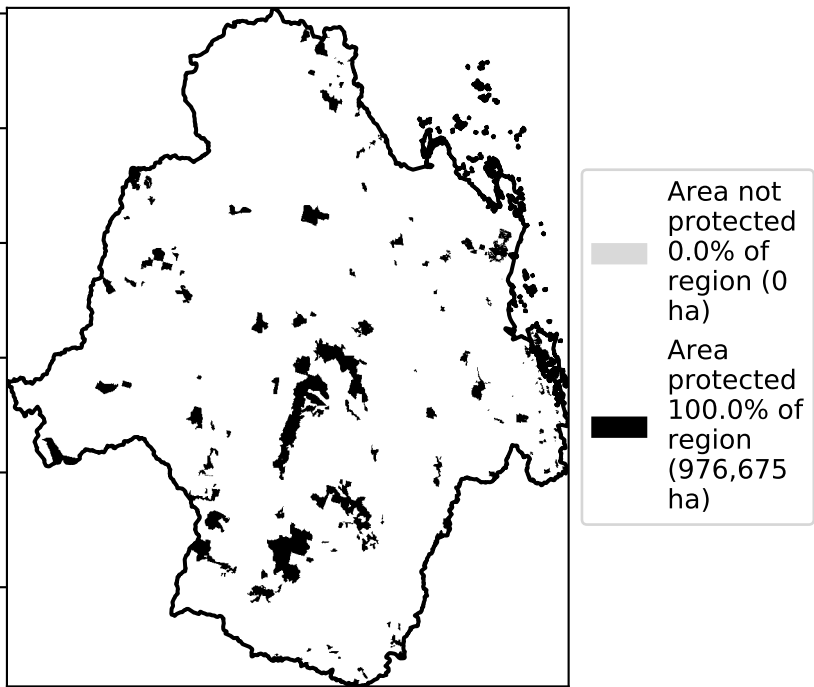 Area not
protected
0.0% of
region (0
ha)
Area
protected
100.0% of
region
(976,675
ha)